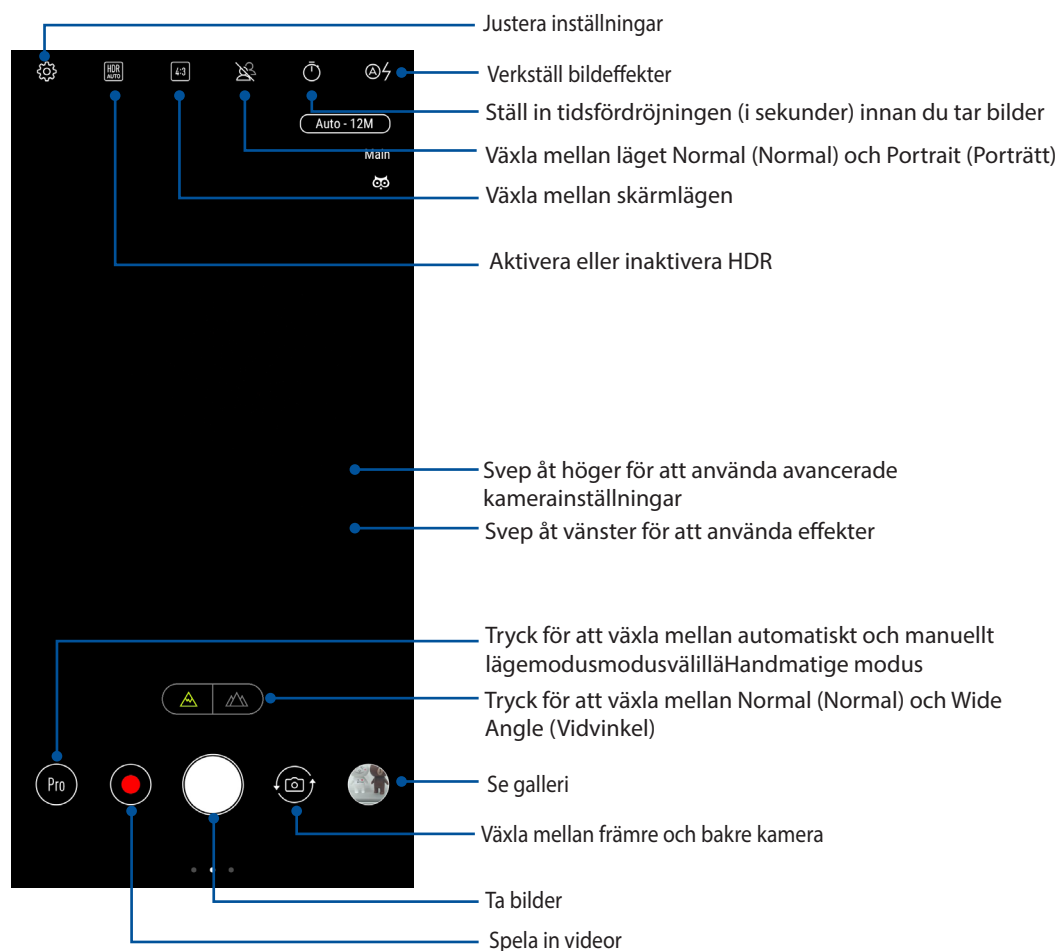 Justera inställningar
HDR
AUTO
4:3
A
Verkställ bildeffekter
Ställ in tidsfördröjningen (i sekunder) innan du tar bilder
Auto - 12M
Växla mellan läget Normal (Normal) och Portrait (Porträtt)
Main
Växla mellan skärmlägen
Aktivera eller inaktivera HDR
Svep åt höger för att använda avancerade
kamerainställningar
Svep åt vänster för att använda effekter
Tryck för att växla mellan automatiskt och manuellt
lägemodusmodusvälilläHandmatige modus
Tryck för att växla mellan Normal (Normal) och Wide
Angle (Vidvinkel)
Pro
Se galleri
Växla mellan främre och bakre kamera
Ta bilder
Spela in videor